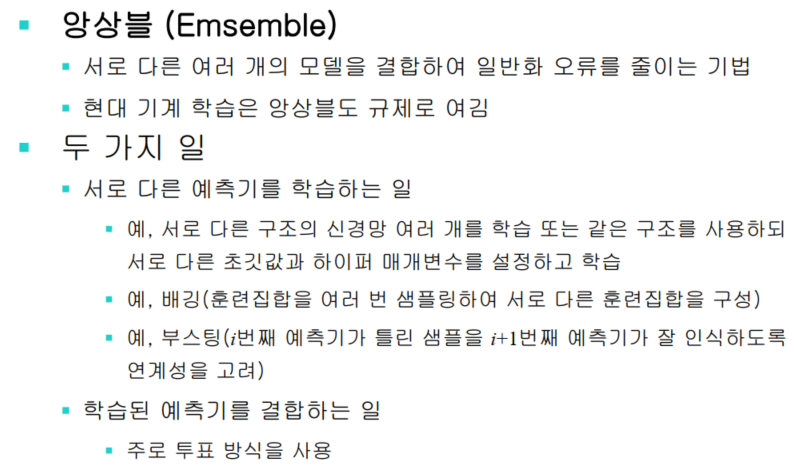 앙상블 (Emsemble)
서로 다른 여러 개의 모델을 결합하여 일반화 오류를 줄이는 기법
현대 기계 학습은 앙상블도 규제로 여김
두 가지 일
서로 다른 예측기를 학습하는 일
예, 서로 다른 구조의 신경망 여러 개를 학습 또는 같은 구조를 사용하되
서로 다른 초깃값과 하이퍼 매개변수를 설정하고 학습
예, 배깅(훈련집합을 여러 번 샘플링하여 서로 다른 훈련집합을 구성)
예, 부스팅(i번째 예측기가 틀린 샘플을 i+1번째 예측기가 잘 인식하도록
연계성을 고려)
학습된 예측기를 결합하는 일
주로 투표 방식을 사용